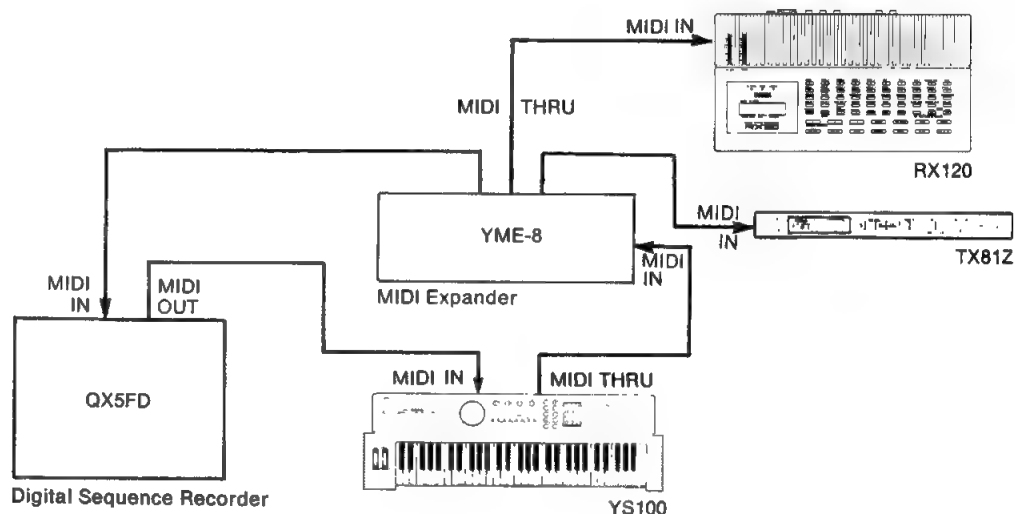 MIDI IN
MIDI THRU
RX120
YME-8
MIDI
IN
TX81Z
MIDI
IN
MIDI Expander
MIDI
IN
MIDI
OUT
QX5FD
MIDI IN
MIDI THRU
Digital Sequence Recorder
YS100